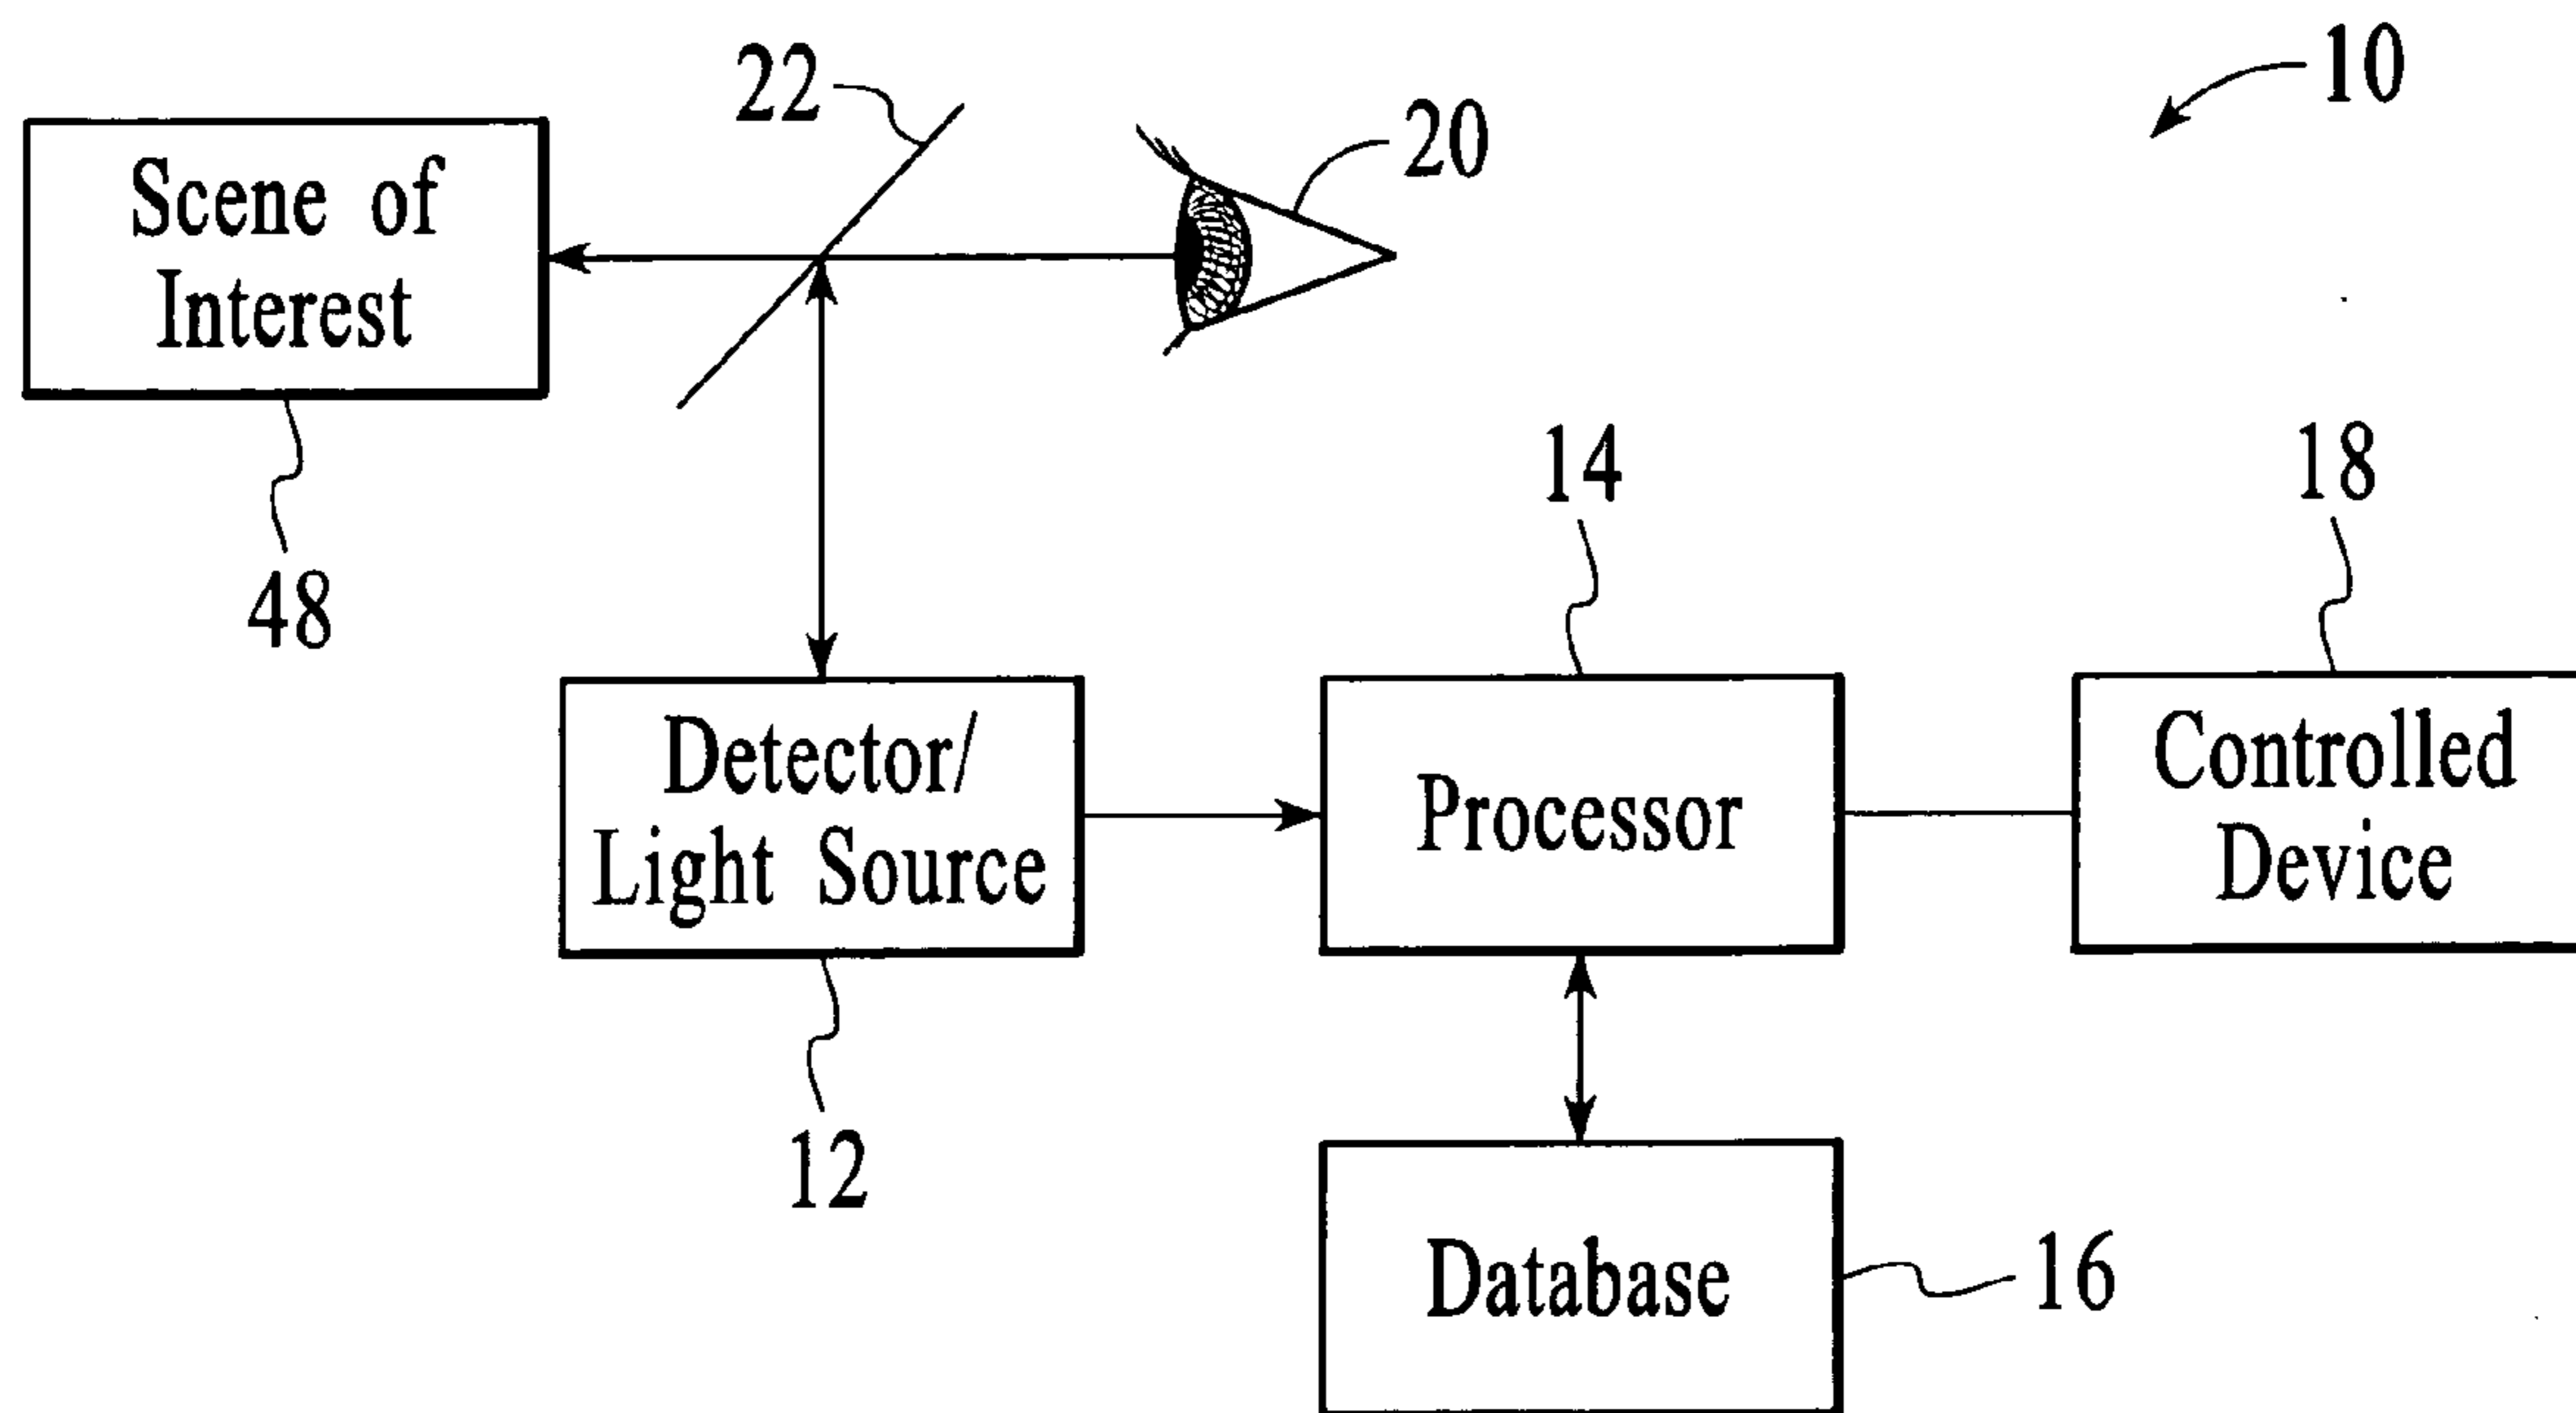 10
22
20
Scene of
Interest
48
14
18
Detector/
Light Source
12
Processor
Controlled
Device
Database
16